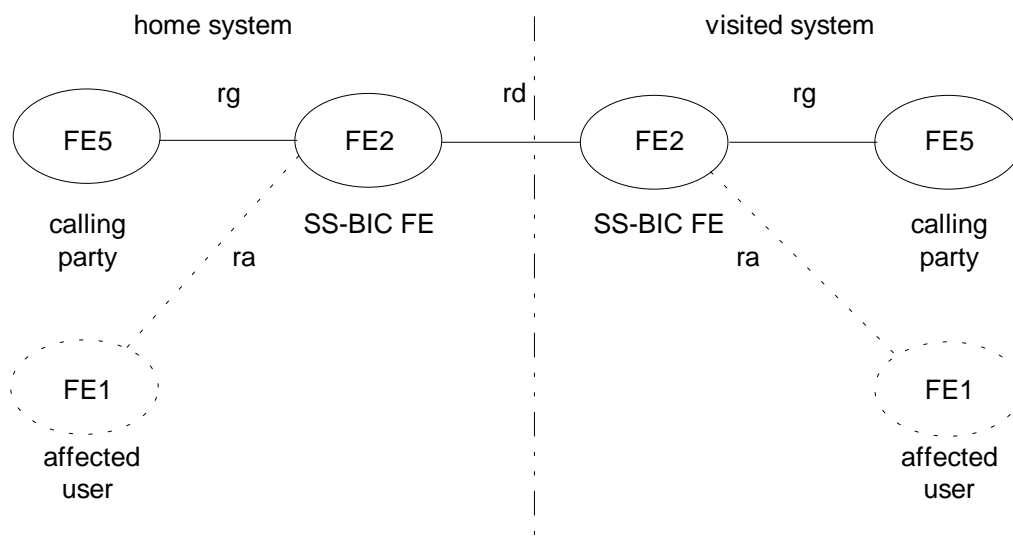 home system
visited system
rg
rd
rg
FE5
FE2
FE2
FE5
calling
party
SS-BIC FE
SS-BIC FE
calling
party
ra
ra
FE1
FE1
affected
user
affected
user